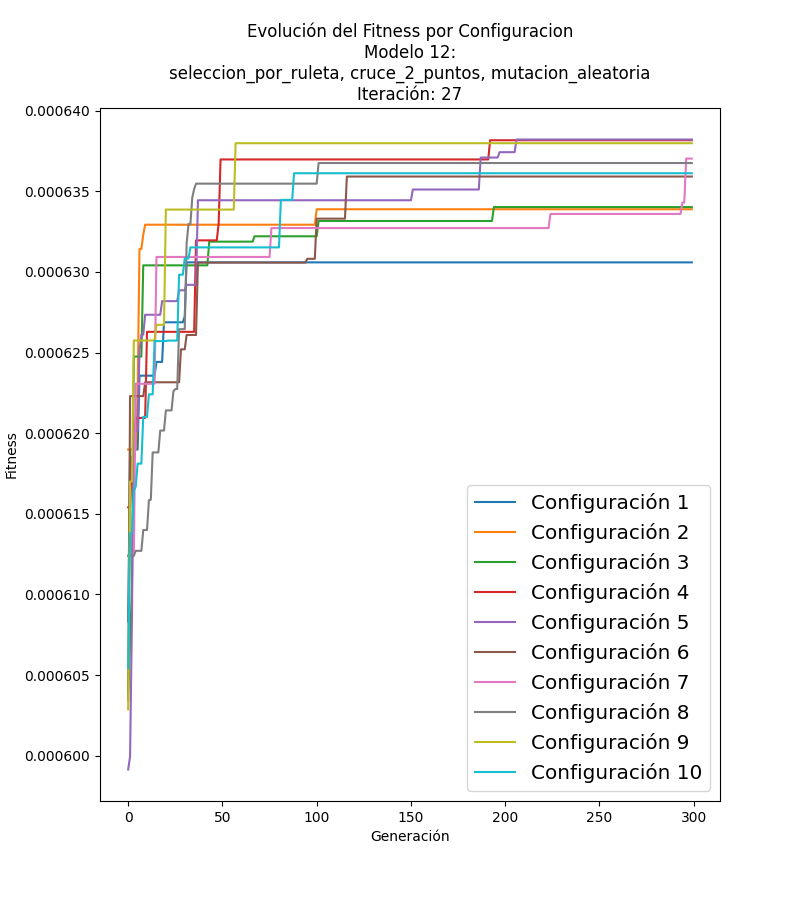 Evolución del Fitness por Configuracion
Modelo 12:
seleccion_por_ruleta, cruce_2_puntos, mutacion_aleatoria
Iteración: 27
0.000640
0.000635
0.000630
0.000625
0.000620
0.000615
0.000610
0.000605
0.000600
Fitness
0
50
100
150
200
250
300
Generación
Configuración 1
Configuración 2
Configuración 3
Configuración 4
Configuración 5
Configuración 6
Configuración 7
Configuración 8
Configuración 9
Configuración 10